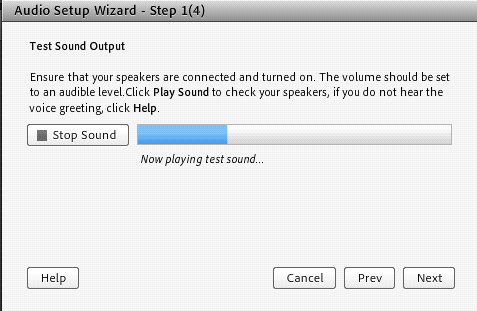 Audio Setup Wizard - Step 1(4)
Test Sound Output
Ensure that your speakers are connected and turned on. The volume should be set
to an audible level.Click Play Sound to check your speakers, if you do not hear the
voice greeting, click Help.
Stop Sound
Now playing test sound...
Help Cancel Prev Next